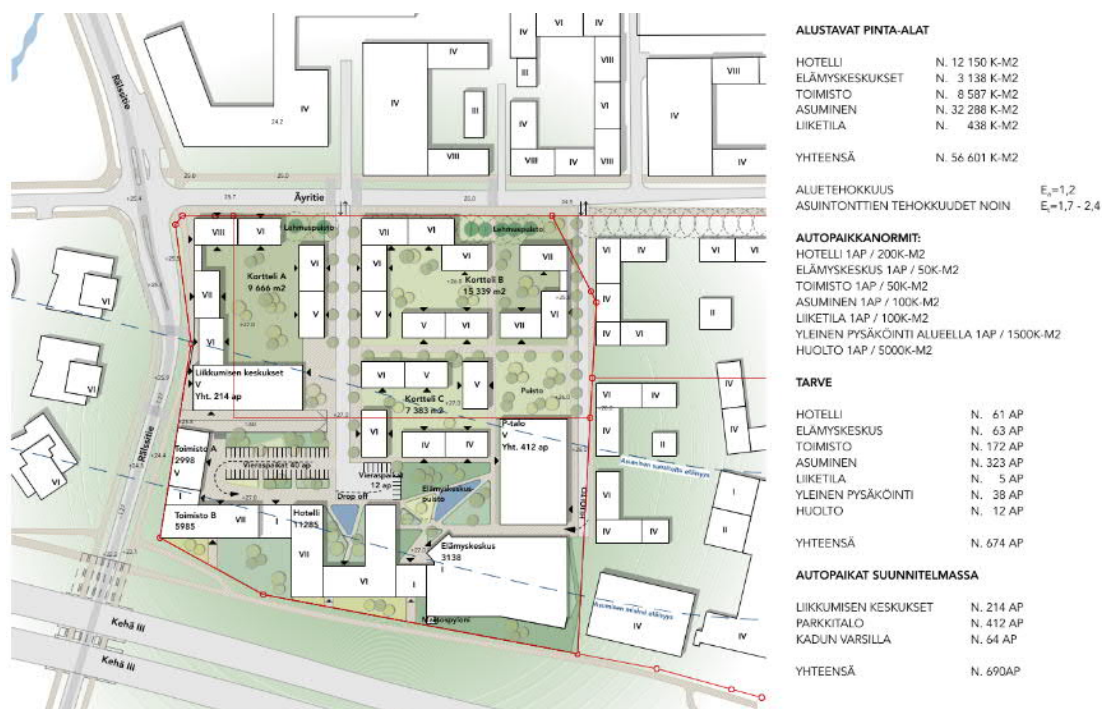 ALUSTAVAT PINTA-ALAT
HOTELLI N. 12 150 K-M2
ELÄMYSKESKUKSET N. 3 138 K-M2
TOIMISTO N. 8 587 K-M2
ASUMINEN N. 32 288 K-M2
LIIKETILA N. 438 K-M2
YHTEENSÄ N. 56 601 K-M2
ALUETEHOKKUUS Ea=1,2
ASUINTONTTIEN TEHOKKUUDET NOIN Et=1,7 - 2,4
AUTOPAIKKANORMIT:
HOTELLI 1AP / 200K-M2
ELÄMYSKESKUS 1AP / 50K-M2
TOIMISTO 1AP / 50K-M2
ASUMINEN 1AP / 100K-M2
LIIKETILA 1AP / 100K-M2
YLEINEN PYSÄKÖINTI ALUEELLA 1AP / 1500K-M2
HUOLTO 1AP / 5000K-M2
TARVE
HOTELLI N. 61 AP
ELÄMYSKESKUS N. 63 AP
TOIMISTO N. 172 AP
ASUMINEN N. 323 AP
LIIKETILA N. 5 AP
YLEINEN PYSÄKÖINTI N. 38 AP
HUOLTO N. 12 AP
YHTEENSÄ N. 674 AP
AUTOPAIKAT SUUNNITELMASSA
LIIKKUMISEN KESKUKSET N. 214 AP
PARKKITALO N. 412 AP
KADUN VARSILLA N. 64 AP
YHTEENSÄ N. 690AP
Rälssitie
Äyritie
Lehmuspuisto
Lehmuspuisto
Kortteli A
9 666 m2
Kortteli B
15 339 m2
Liikkumisen keskukset
V
Yht. 214 ap
Kortteli C
7 383 m2
Puisto
P-talo
V
Yht. 412 ap
Rälssitie
Toimisto A
2998
V
I
Vieraspaikat 40 ap
Vieraspaikat
12 ap
Drop off
Elämyskeskus-
puisto
HUOLTO
Toimisto B
5985
VII
I
Hotelli
11285
VII
VI
I
Elämyskeskus
3138
I
Mainospyloni
Kehä III
Kehä III